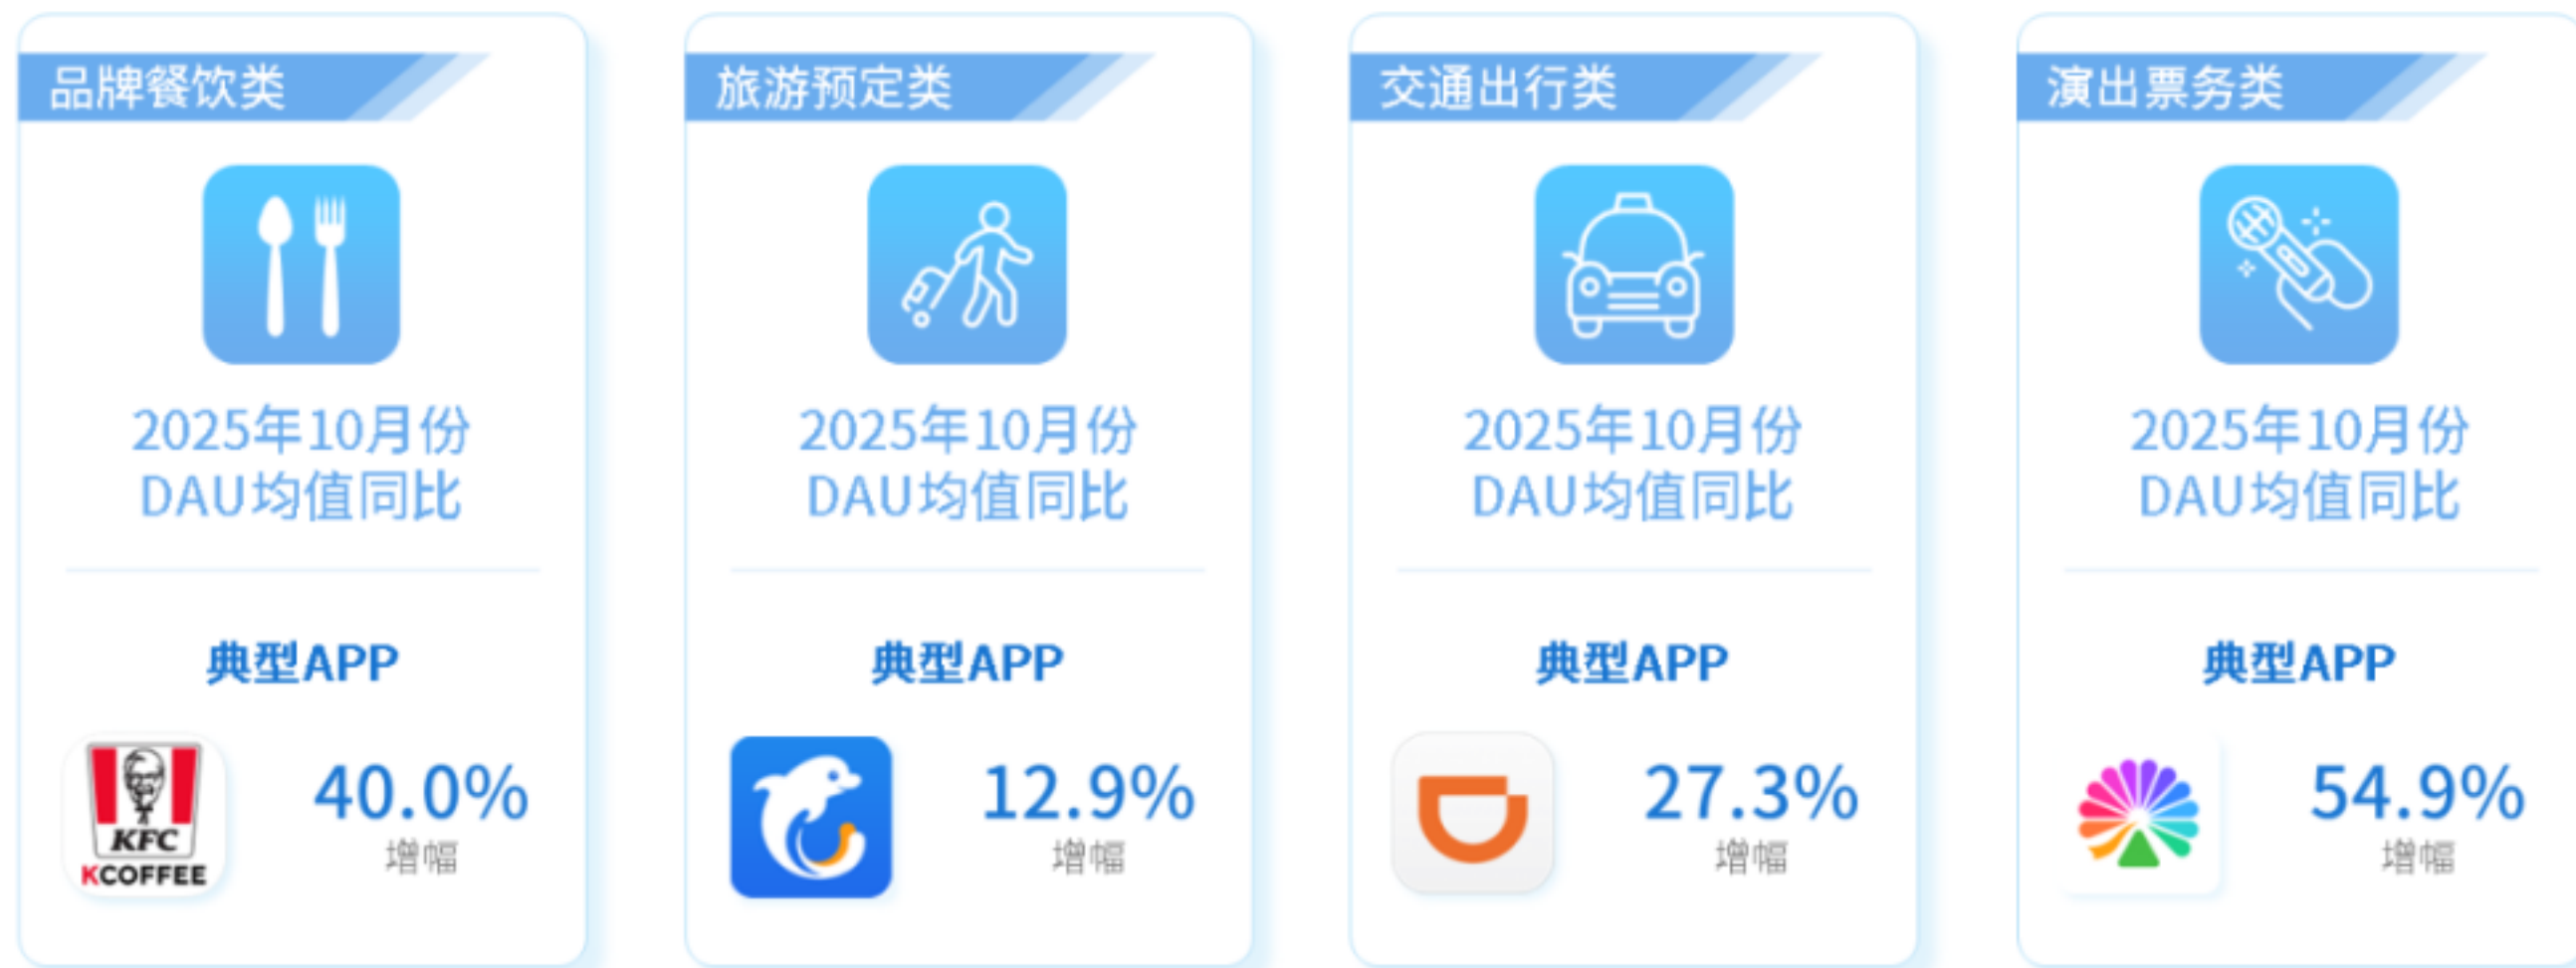 品牌餐饮类
2025年10月份
DAU均值同比
典型APP
KFC
KCOFFEE
40.0%
增幅
旅游预定类
2025年10月份
DAU均值同比
典型APP
12.9%
增幅
交通出行类
2025年10月份
DAU均值同比
典型APP
27.3%
增幅
演出票务类
2025年10月份
DAU均值同比
典型APP
54.9%
增幅